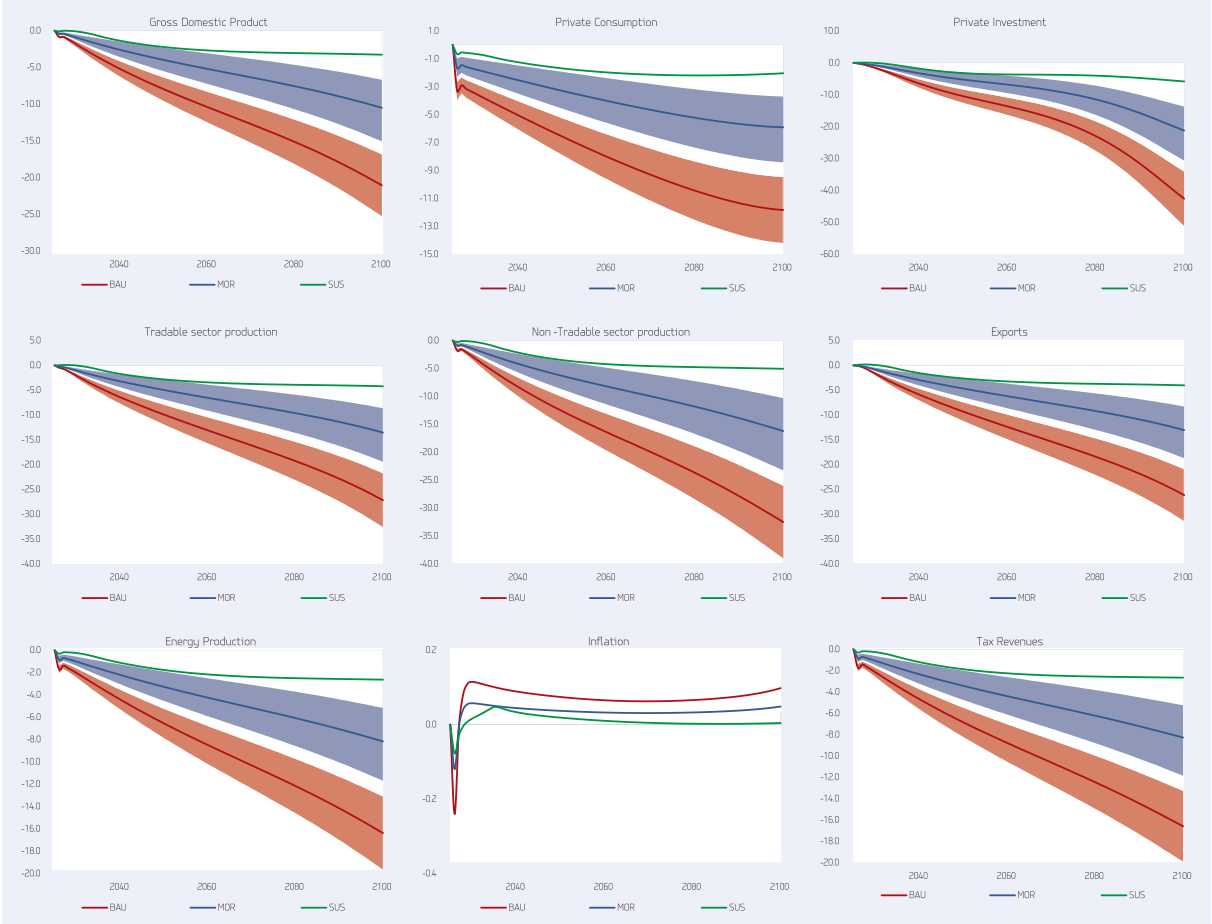 Gross Domestic Product
0.0
-5.0
-10.0
-15.0
-20.0
-25.0
-30.0
2040 2060 2080 2100
BAU MOR SUS
Private Consumption
1.0
-1.0
-3.0
-5.0
-7.0
-9.0
-11.0
-13.0
-15.0
2040 2060 2080 2100
BAU MOR SUS
Private Investment
10.0
0.0
-10.0
-20.0
-30.0
-40.0
-50.0
-60.0
2040 2060 2080 2100
BAU MOR SUS
Tradable sector production
5.0
0.0
-5.0
-10.0
-15.0
-20.0
-25.0
-30.0
-35.0
-40.0
2040 2060 2080 2100
BAU MOR SUS
Non -Tradable sector production
0.0
-5.0
-10.0
-15.0
-20.0
-25.0
-30.0
-35.0
-40.0
2040 2060 2080 2100
BAU MOR SUS
Exports
5.0
0.0
-5.0
-10.0
-15.0
-20.0
-25.0
-30.0
-35.0
-40.0
2040 2060 2080 2100
BAU MOR SUS
Energy Production
0.0
-2.0
-4.0
-6.0
-8.0
-10.0
-12.0
-14.0
-16.0
-18.0
-20.0
2040 2060 2080 2100
BAU MOR SUS
Inflation
0.2
0.0
-0.2
-0.4
2040 2060 2080 2100
BAU MOR SUS
Tax Revenues
0.0
-2.0
-4.0
-6.0
-8.0
-10.0
-12.0
-14.0
-16.0
-18.0
-20.0
2040 2060 2080 2100
BAU MOR SUS